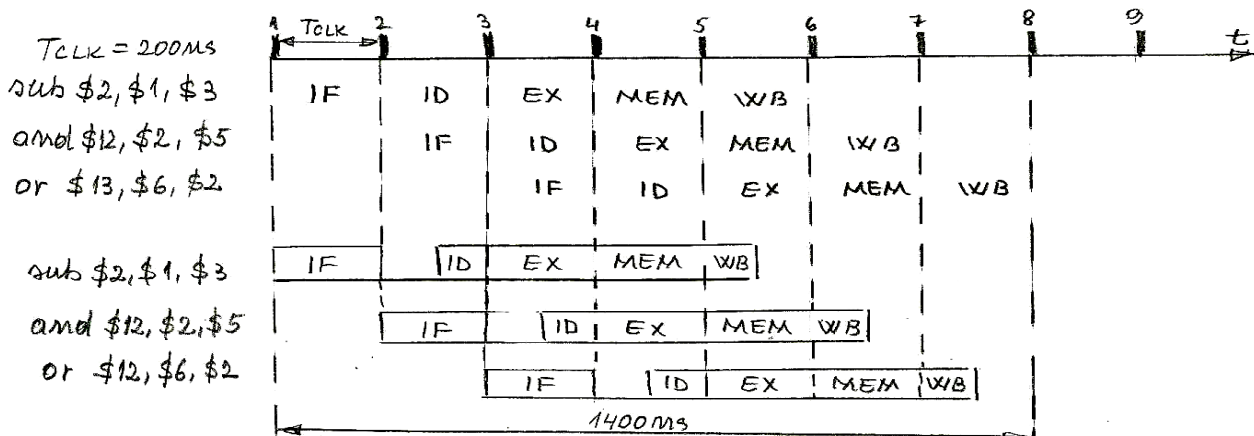 1 TCLK 2 3 4 5 6 7 8 9
TCLK = 200ms t
sub $2, $1, $3 IF ID EX MEM WB
and $12, $2, $5 IF ID EX MEM WB
or $13, $6, $2 IF ID EX MEM WB
sub $2, $1, $3 IF ID EX MEM WB
and $12, $2, $5 IF ID EX MEM WB
or $12, $6, $2 IF ID EX MEM WB
1400ms